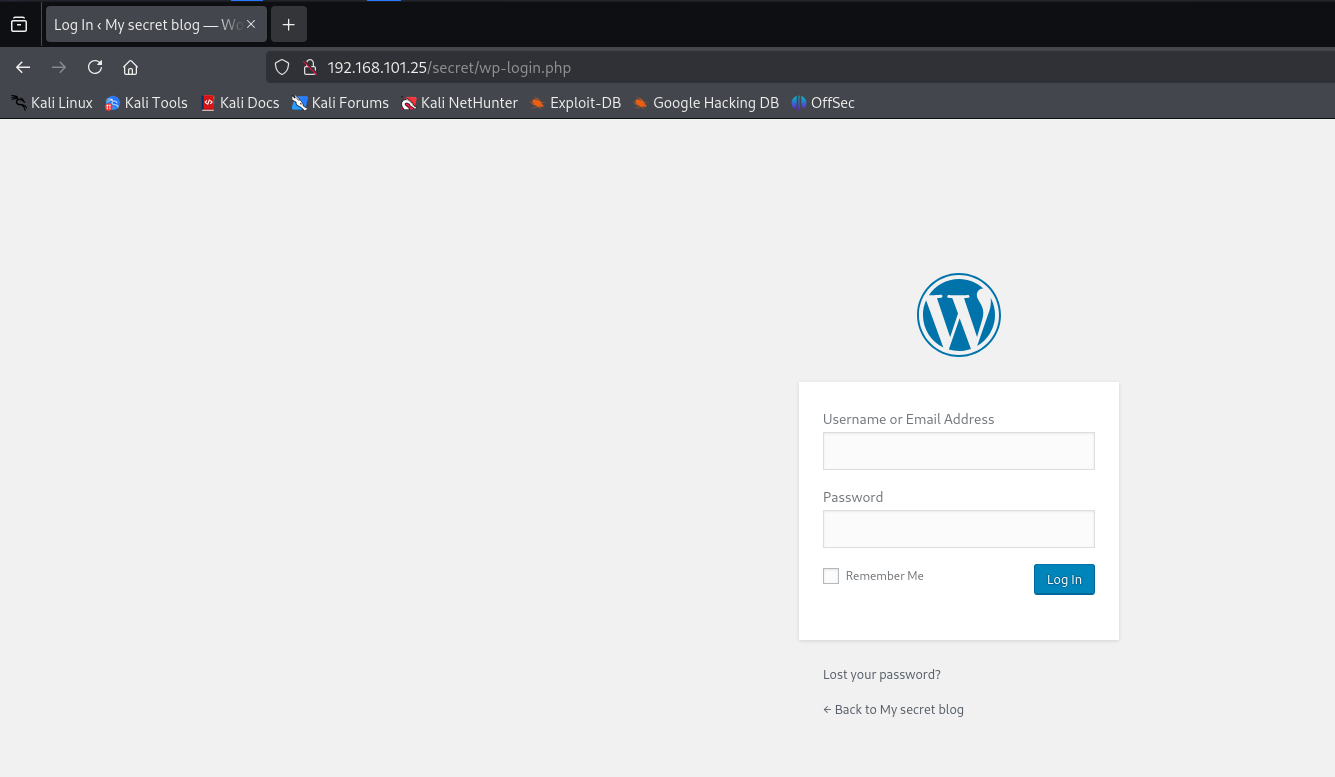 Log In ‹ My secret blog — Wo
192.168.101.25/secret/wp-login.php
Kali Linux Kali Tools Kali Docs Kali Forums Kali NetHunter Exploit-DB Google Hacking DB OffSec
Username or Email Address
Password
Remember Me Log In
Lost your password?
← Back to My secret blog